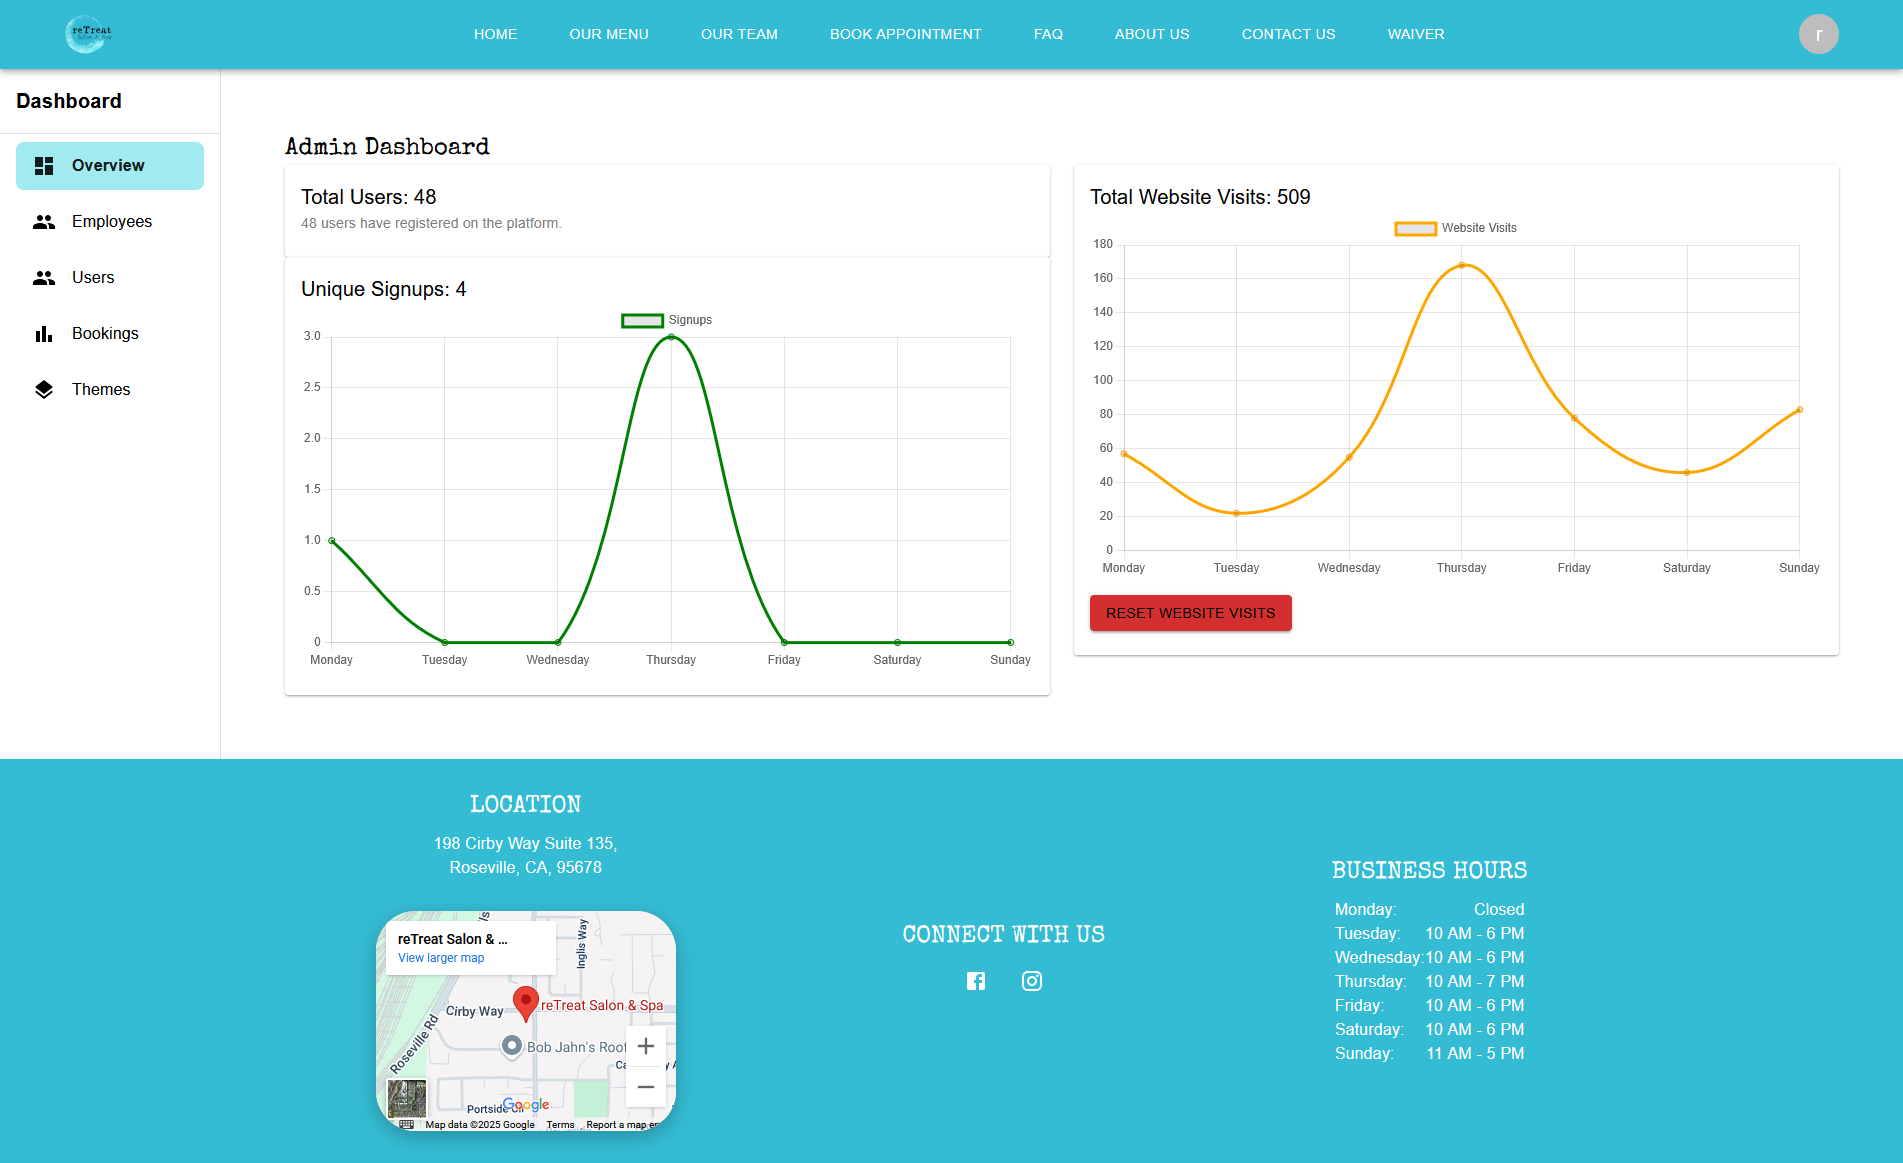 reTreat
Salon & Spa
HOME
OUR MENU
OUR TEAM
BOOK APPOINTMENT
FAQ
ABOUT US
CONTACT US
WAIVER
r
Dashboard
Overview
Employees
Users
Bookings
Themes
Admin Dashboard
Total Users: 48
48 users have registered on the platform.
Unique Signups: 4
Signups
3.0
2.5
2.0
1.5
1.0
0.5
0
Monday
Tuesday
Wednesday
Thursday
Friday
Saturday
Sunday
Total Website Visits: 509
Website Visits
180
160
140
120
100
80
60
40
20
0
Monday
Tuesday
Wednesday
Thursday
Friday
Saturday
Sunday
RESET WEBSITE VISITS
LOCATION
198 Cirby Way Suite 135,
Roseville, CA, 95678
reTreat Salon & ...
View larger map
Inglis Way
reTreat Salon & Spa
Cirby Way
Roseville Rd
Bob Jahn's Roof
Portside
Google
Map data ©2025 Google
Terms
Report a map er
CONNECT WITH US
BUSINESS HOURS
Monday: Closed
Tuesday: 10 AM - 6 PM
Wednesday: 10 AM - 6 PM
Thursday: 10 AM - 7 PM
Friday: 10 AM - 6 PM
Saturday: 10 AM - 6 PM
Sunday: 11 AM - 5 PM